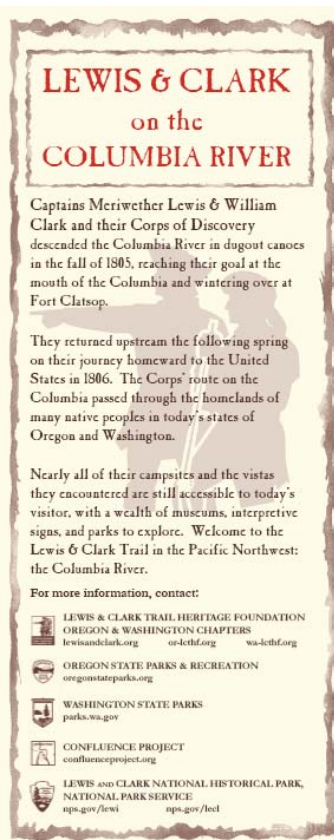 LEWIS & CLARK
on the
COLUMBIA RIVER
Captains Meriwether Lewis & William
Clark and their Corps of Discovery
descended the Columbia River in dugout canoes
in the fall of 1805, reaching their goal at the
mouth of the Columbia and wintering over at
Fort Clatsop.
They returned upstream the following spring
on their journey homeward to the United
States in 1806. The Corps' route on the
Columbia passed through the homelands of
many native peoples in today's states of
Oregon and Washington.
Nearly all of their campsites and the vistas
they encountered are still accessible to today's
visitor, with a wealth of museums, interpretive
signs, and parks to explore. Welcome to the
Lewis & Clark Trail in the Pacific Northwest:
the Columbia River.
For more information, contact:
LEWIS & CLARK TRAIL HERITAGE FOUNDATION
OREGON & WASHINGTON CHAPTERS
lewisandclark.org or-lcthf.org wa-lcthf.org
OREGON STATE PARKS & RECREATION
oregonstateparks.org
WASHINGTON STATE PARKS
parks.wa.gov
CONFLUENCE PROJECT
confluenceproject.org
LEWIS AND CLARK NATIONAL HISTORICAL PARK,
NATIONAL PARK SERVICE
nps.gov/lewi nps.gov/lecl